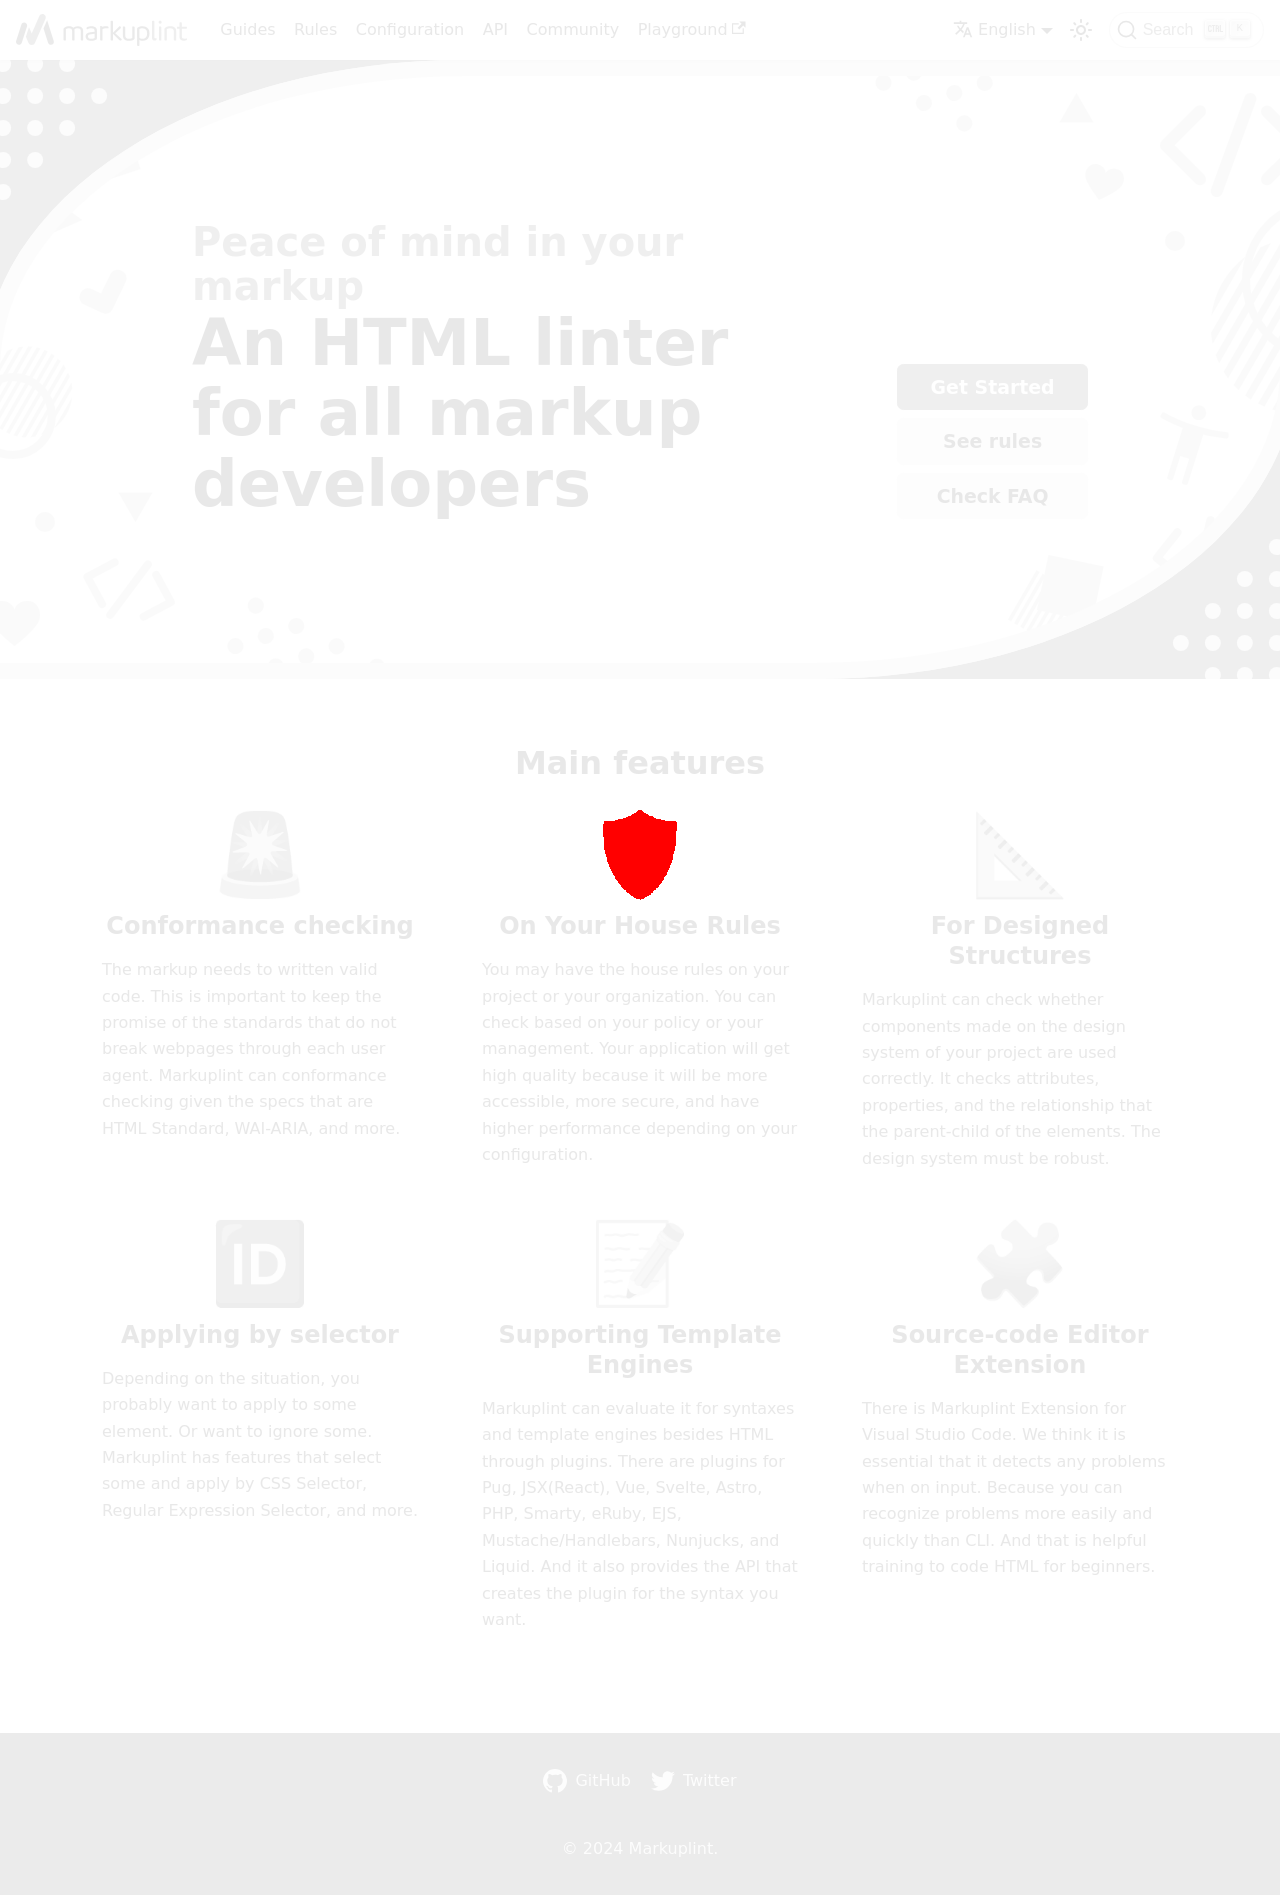 markuplint Guides Rules Configuration API Community Playground English Search CTRL K
Peace of mind in your
markup
An HTML linter
for all markup
developers
Get Started
See rules
Check FAQ
Main features
Conformance checking
The markup needs to written valid
code. This is important to keep the
promise of the standards that do not
break webpages through each user
agent. Markuplint can conformance
checking given the specs that are
HTML Standard, WAI-ARIA, and more.
On Your House Rules
You may have the house rules on your
project or your organization. You can
check based on your policy or your
management. Your application will get
high quality because it will be more
accessible, more secure, and have
higher performance depending on your
configuration.
For Designed
Structures
Markuplint can check whether
components made on the design
system of your project are used
correctly. It checks attributes,
properties, and the relationship that
the parent-child of the elements. The
design system must be robust.
ID
Applying by selector
Depending on the situation, you
probably want to apply to some
element. Or want to ignore some.
Markuplint has features that select
some and apply by CSS Selector,
Regular Expression Selector, and more.
Supporting Template
Engines
Markuplint can evaluate it for syntaxes
and template engines besides HTML
through plugins. There are plugins for
Pug, JSX(React), Vue, Svelte, Astro,
PHP, Smarty, eRuby, EJS,
Mustache/Handlebars, Nunjucks, and
Liquid. And it also provides the API that
creates the plugin for the syntax you
want.
Source-code Editor
Extension
There is Markuplint Extension for
Visual Studio Code. We think it is
essential that it detects any problems
when on input. Because you can
recognize problems more easily and
quickly than CLI. And that is helpful
training to code HTML for beginners.
GitHub Twitter
© 2024 Markuplint.